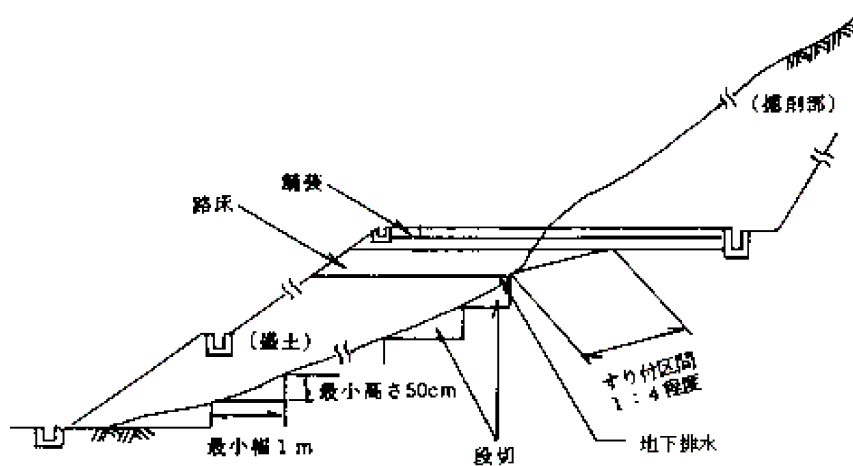 (掘削部)
舗装
路床
(盛土)
最小高さ50cm
最小幅1m
段切
地下排水
すり付区間
1:4程度